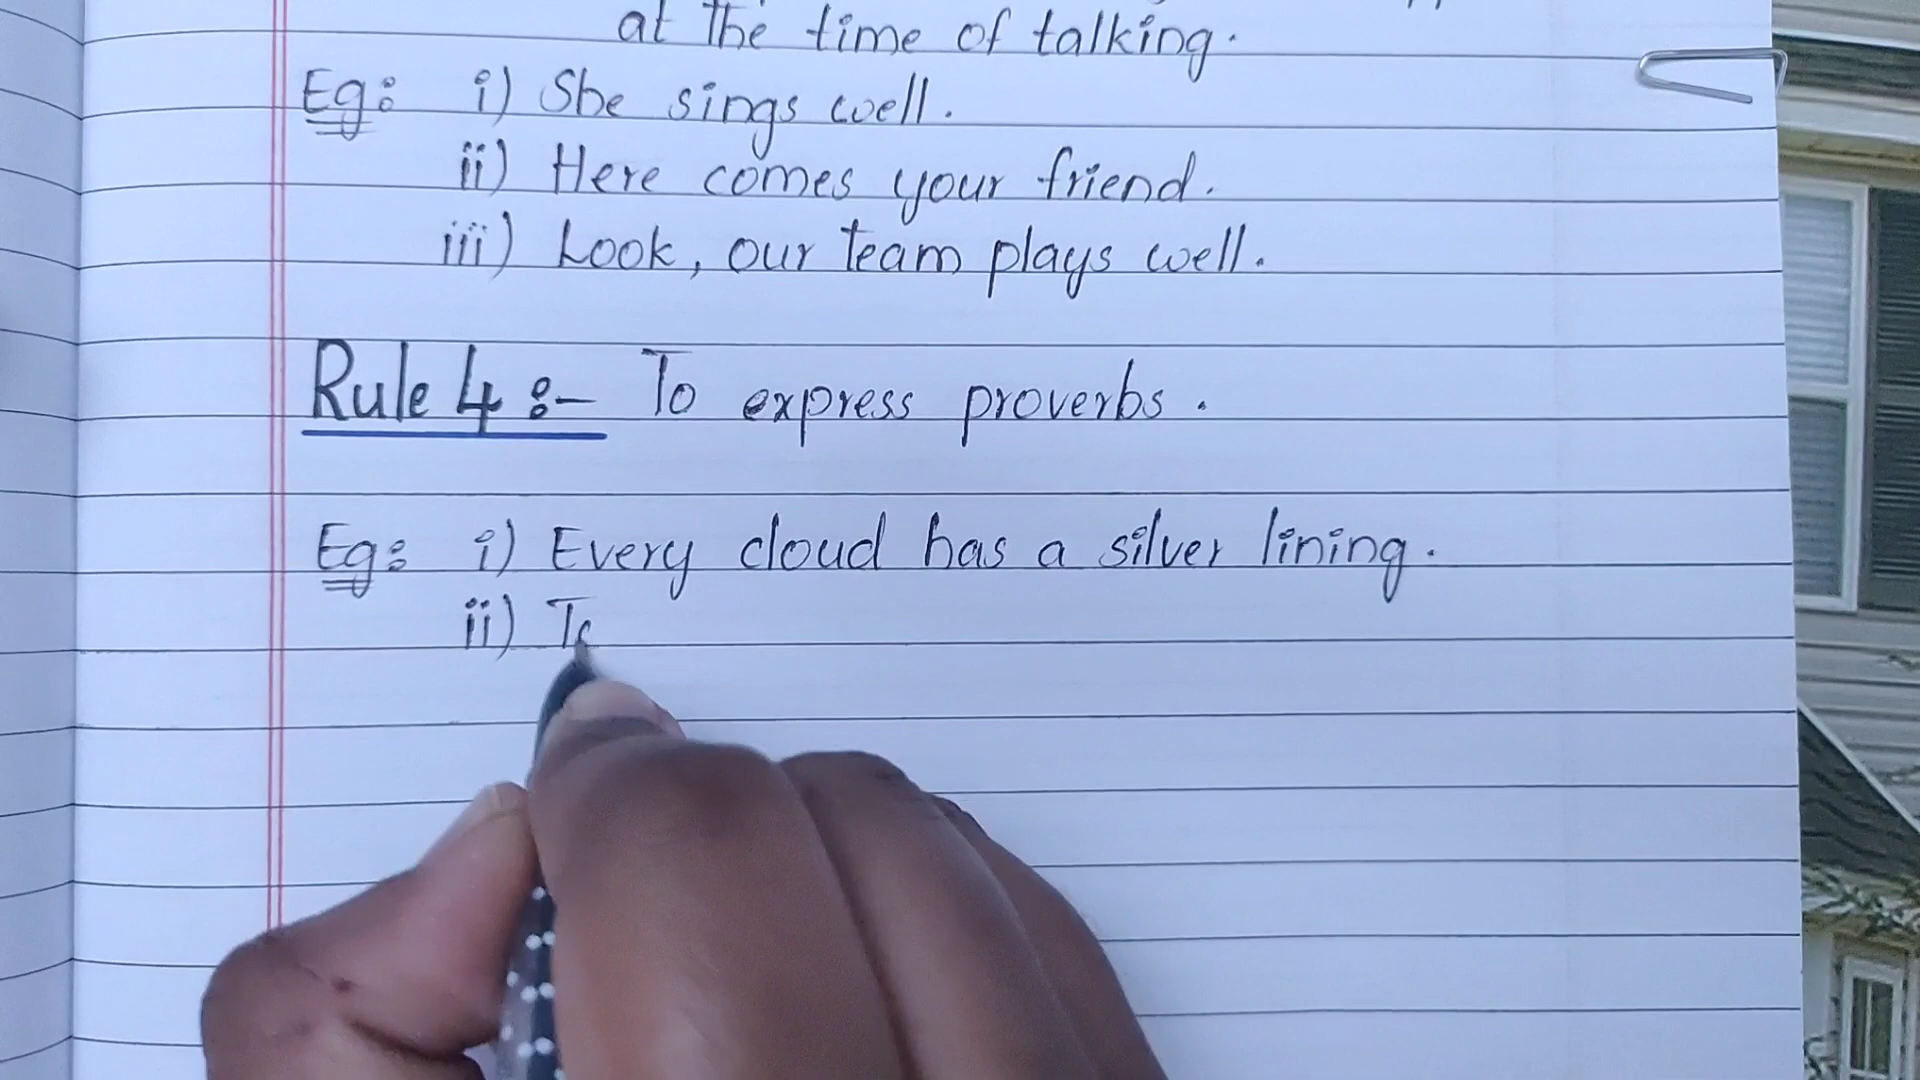 at the time of talking.
Eg: i) She sings well.
ii) Here comes your friend.
iii) Look, our team plays well.
Rule 4 :- To express proverbs.
Eg: i) Every cloud has a silver lining.
ii)